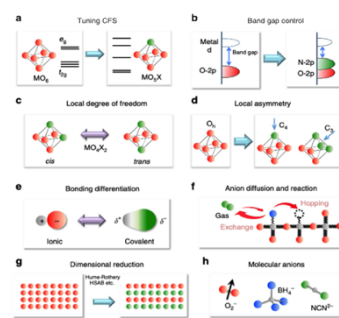 a Tuning CFS
e_g
t_2g
MO₆ MO₅X
b Band gap control
Metal
d
Band gap
O-2p
N-2p
O-2p
c Local degree of freedom
MO₄X₂
cis trans
d Local asymmetry
Oₕ C₄ C₃
e Bonding differentiation
+ −
δ⁺ δ⁻
Ionic Covalent
f Anion diffusion and reaction
Gas Hopping
Exchange
g Dimensional reduction
Hume-Rothery
HSAB etc.
h Molecular anions
O₂⁻ BH₄⁻ NCN²⁻